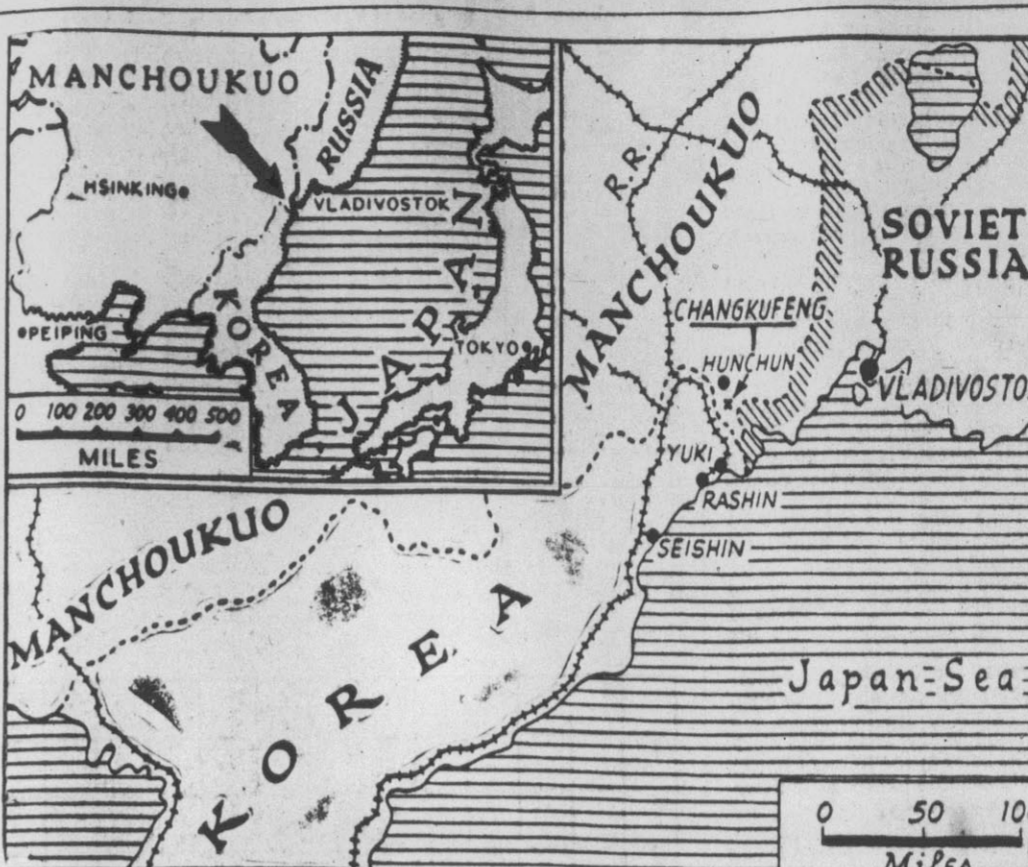 MANCHOUKUO
RUSSIA
HSINKING
VLADIVOSTOK
KOREA
PEIPING
JAPAN
TOKYO
0 100 200 300 400 500
MILES
R.R.
MANCHOUKUO
SOVIET
RUSSIA
CHANGKUFENG
HUNCHUN
VLADIVOSTO
YUKI
RASHIN
SEISHIN
MANCHOUKUO
KOREA
Japan Sea
0 50 10
Miles